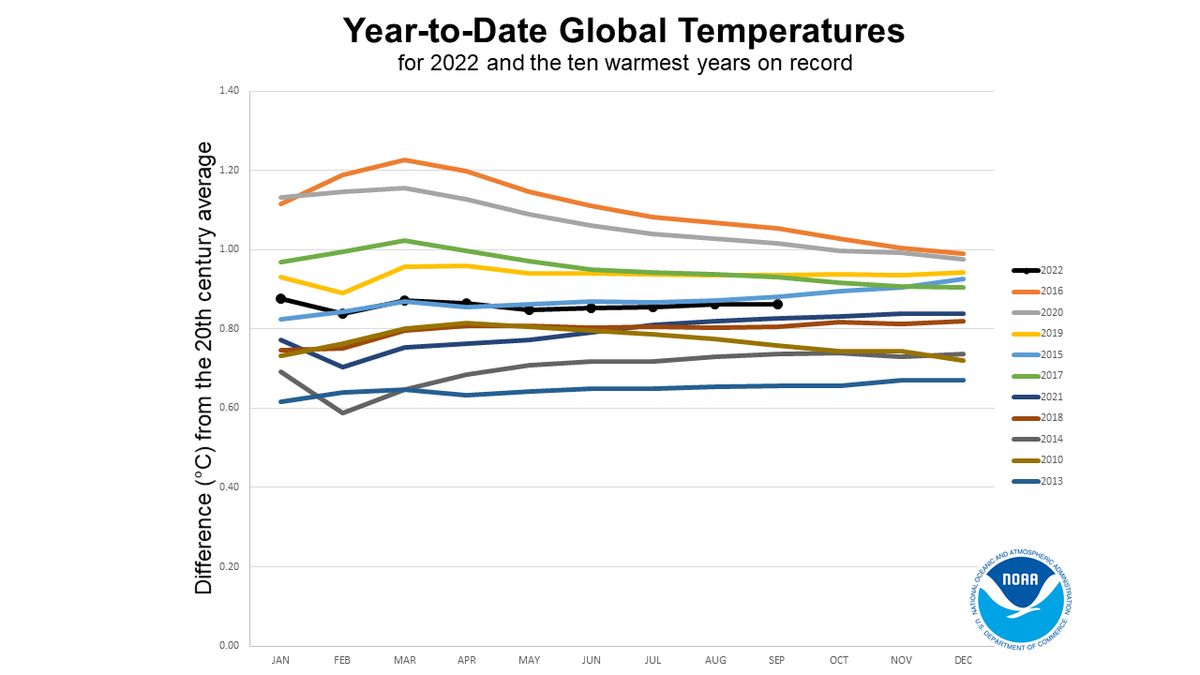 Year-to-Date Global Temperatures
for 2022 and the ten warmest years on record
Difference (°C) from the 20th century average
1.40
1.20
1.00
0.80
0.60
0.40
0.20
0.00
JAN FEB MAR APR MAY JUN JUL AUG SEP OCT NOV DEC
2022
2016
2020
2019
2015
2017
2021
2018
2014
2010
2013
NATIONAL OCEANIC AND ATMOSPHERIC ADMINISTRATION
NOAA
U.S. DEPARTMENT OF COMMERCE